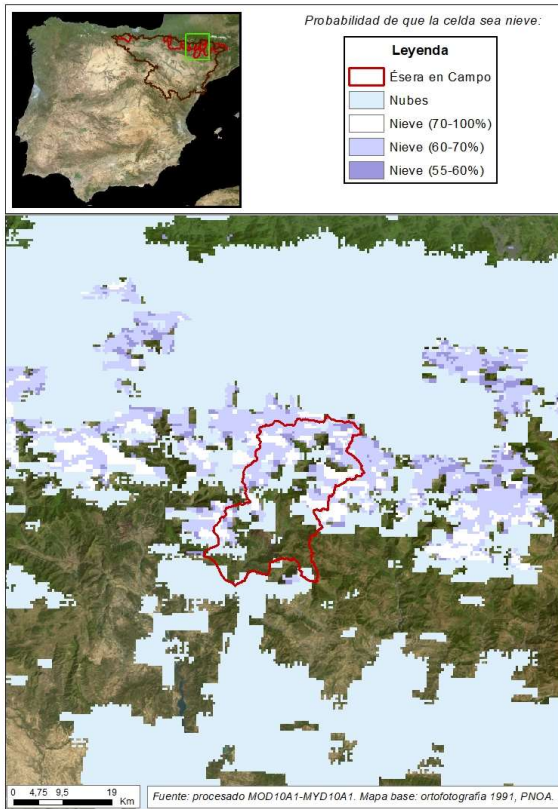 Probabilidad de que la celda sea nieve:
Leyenda
Ésera en Campo
Nubes
Nieve (70-100%)
Nieve (60-70%)
Nieve (55-60%)
0 4,75 9,5 19
Km
Fuente: procesado MOD10A1-MYD10A1. Mapa base: ortofotografía 1991, PNOA.